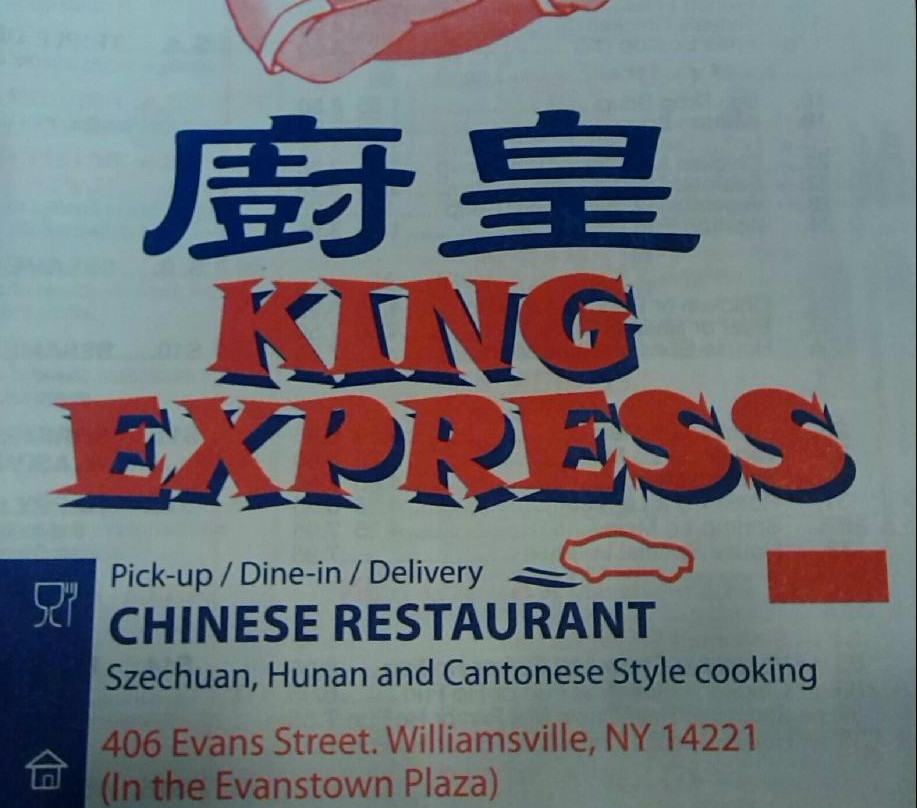 廚皇
KING
EXPRESS
Pick-up / Dine-in / Delivery
CHINESE RESTAURANT
Szechuan, Hunan and Cantonese Style cooking
406 Evans Street. Williamsville, NY 14221
(In the Evanstown Plaza)